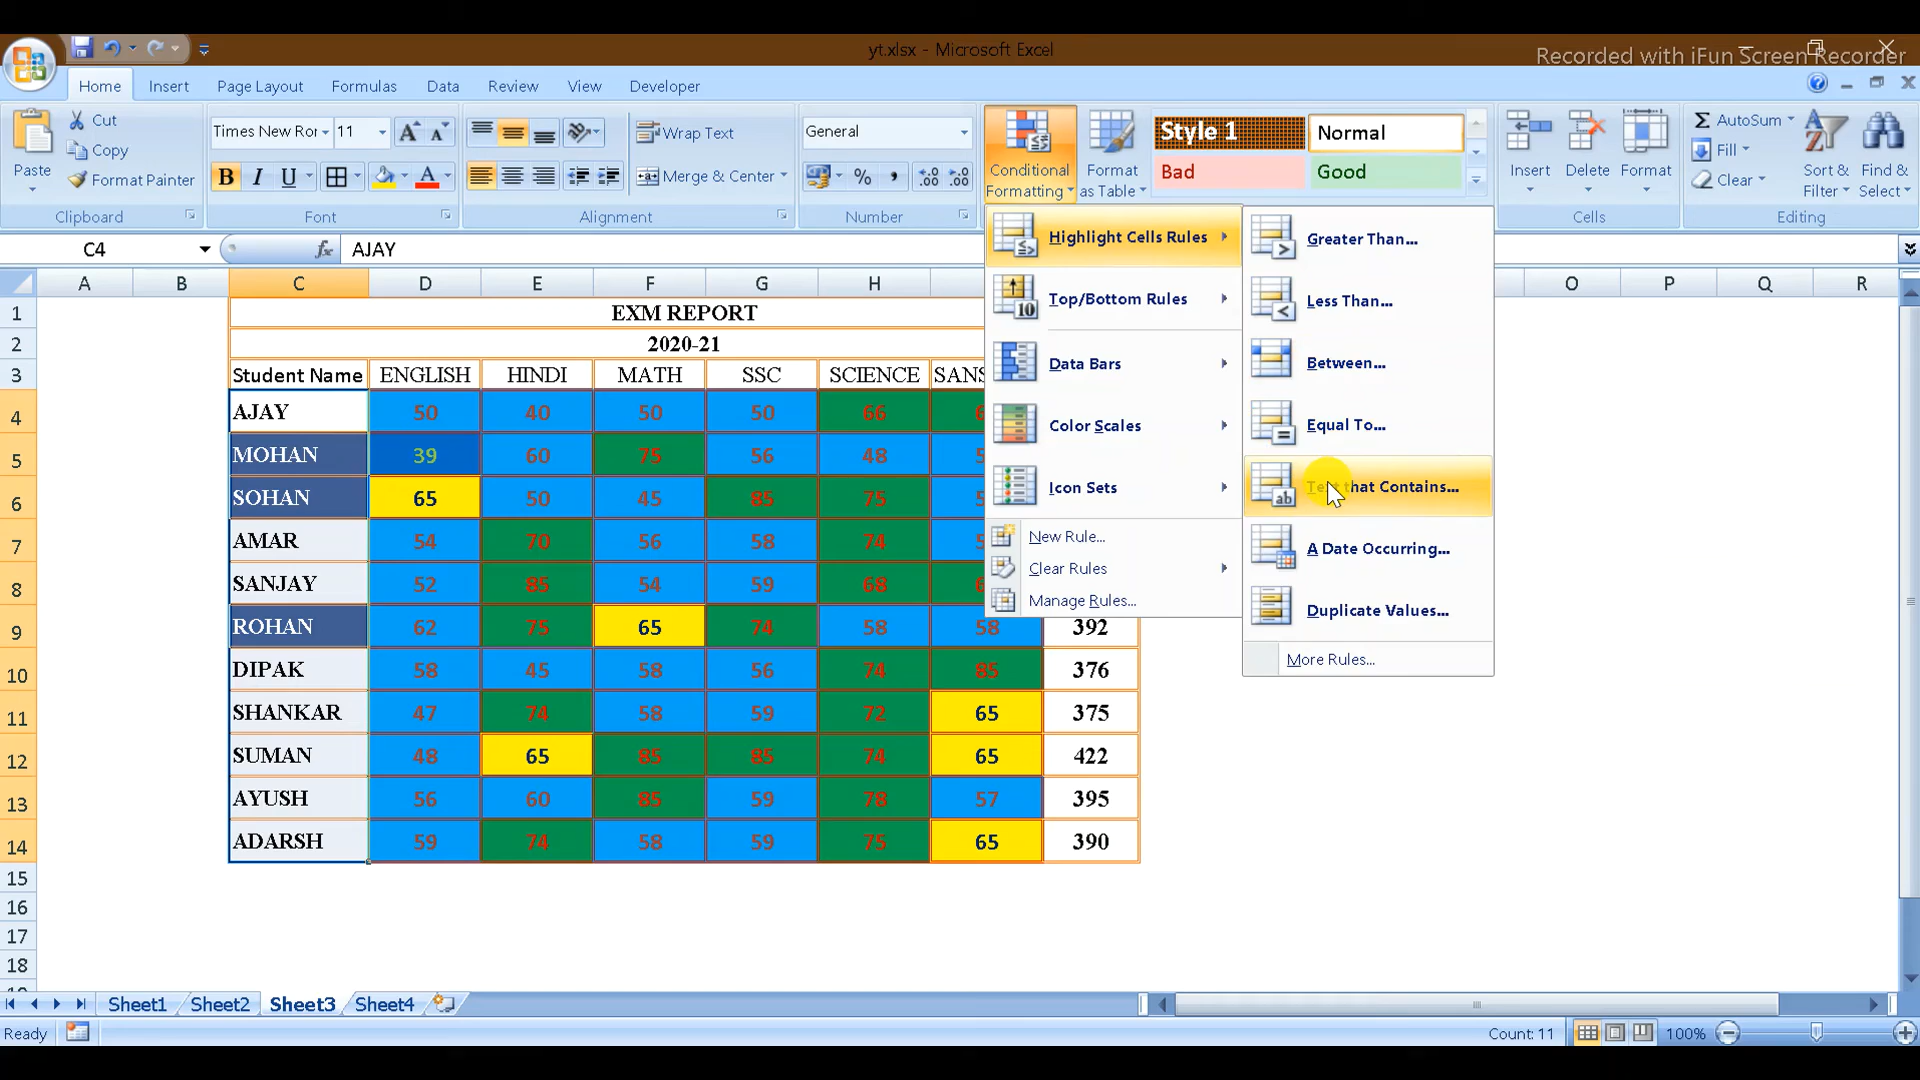 yt.xlsx - Microsoft Excel
Recorded with iFun Screen Recorder
Home Insert Page Layout Formulas Data Review View Developer
Paste
Cut
Copy
Format Painter
Clipboard
Times New Ror 11
B I U
Font
Wrap Text
Merge & Center
Alignment
General
% ,
Number
Conditional Formatting
Format as Table
Style 1 Normal
Bad Good
Insert Delete Format
Cells
AutoSum
Fill
Clear
Sort & Filter
Find & Select
Editing
C4 fx AJAY
Highlight Cells Rules
Top/Bottom Rules
Data Bars
Color Scales
Icon Sets
New Rule...
Clear Rules
Manage Rules...
Greater Than...
Less Than...
Between...
Equal To...
Text that Contains...
A Date Occurring...
Duplicate Values...
More Rules...
A B C D E F G H O P Q R
1 EXM REPORT
2 2020-21
3 Student Name ENGLISH HINDI MATH SSC SCIENCE SANS
4 AJAY 50 40 50 50 66
5 MOHAN 39 60 75 56 48
6 SOHAN 65 50 45 85 75
7 AMAR 54 70 56 58 74
8 SANJAY 52 85 54 59 68
9 ROHAN 62 75 65 74 58 58 392
10 DIPAK 58 45 58 56 74 85 376
11 SHANKAR 47 74 58 59 72 65 375
12 SUMAN 48 65 85 85 74 65 422
13 AYUSH 56 60 85 59 78 57 395
14 ADARSH 59 74 58 59 75 65 390
15
16
17
18
Sheet1 Sheet2 Sheet3 Sheet4
Ready
Count: 11
100%